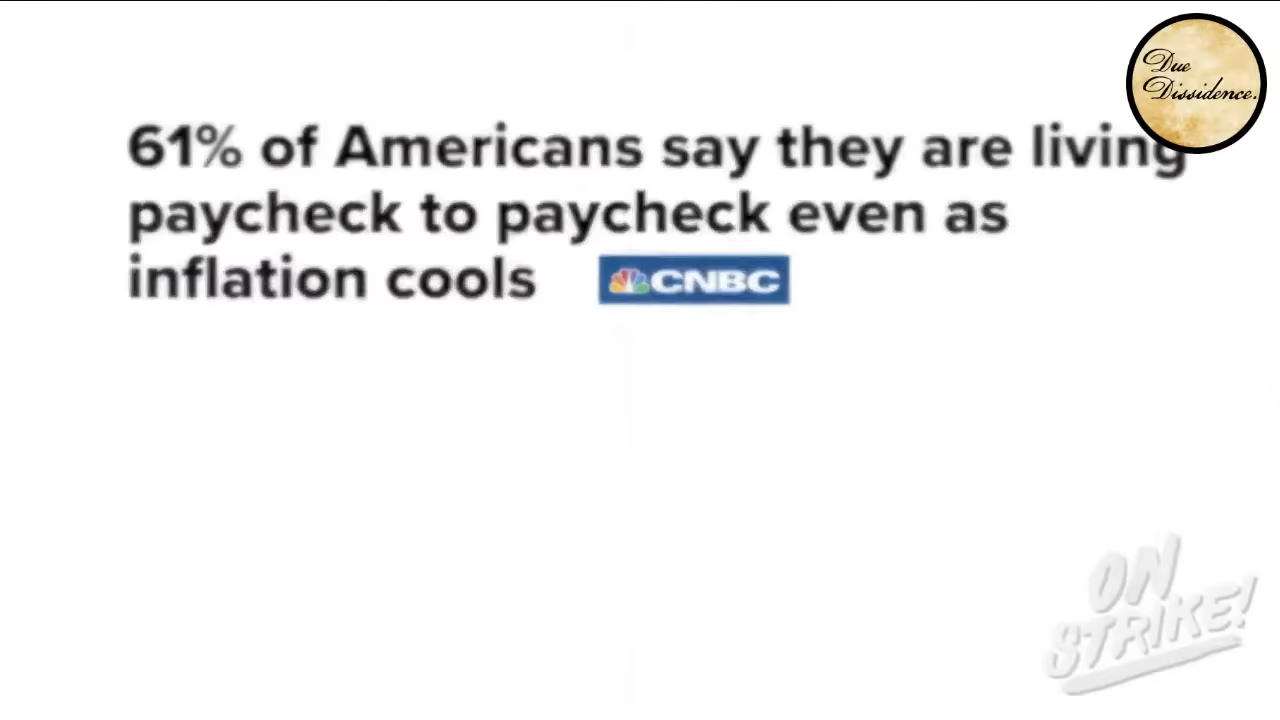 Due
Dissidence.
61% of Americans say they are living
paycheck to paycheck even as
inflation cools
CNBC
ON
STRIKE!